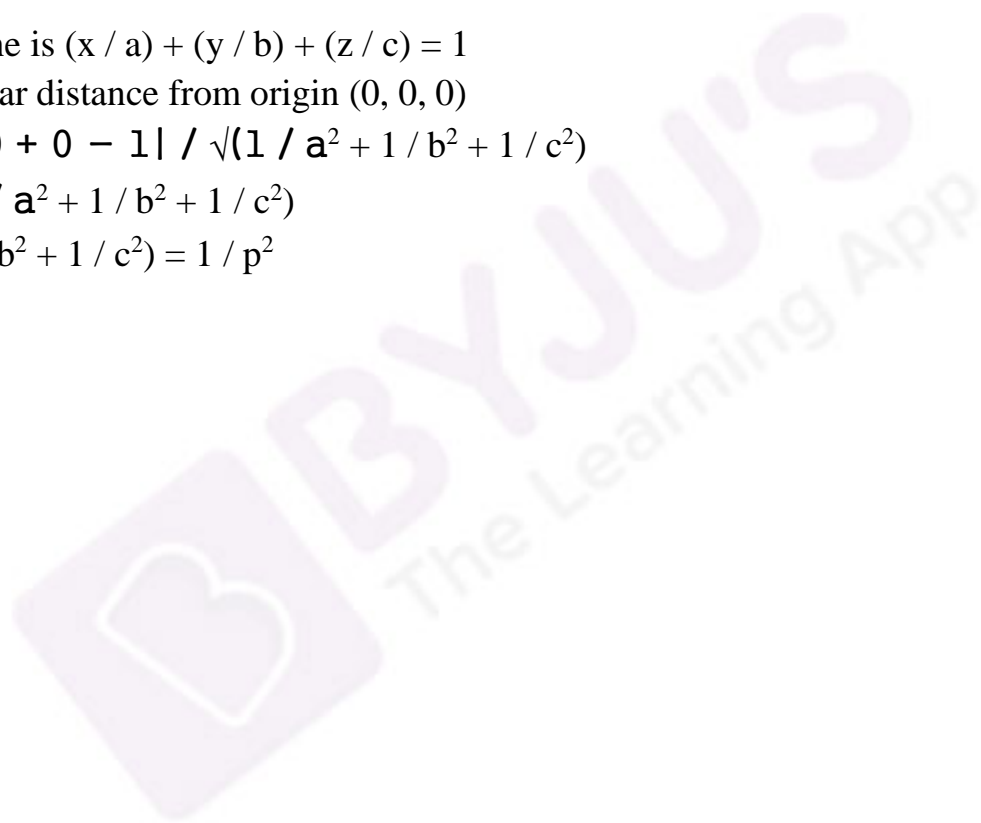 ne is (x / a) + (y / b) + (z / c) = 1
ar distance from origin (0, 0, 0)
+ 0 − 1| / √(1 / a² + 1 / b² + 1 / c²)
a² + 1 / b² + 1 / c²)
b² + 1 / c²) = 1 / p²
BYJU'S
The Learning App